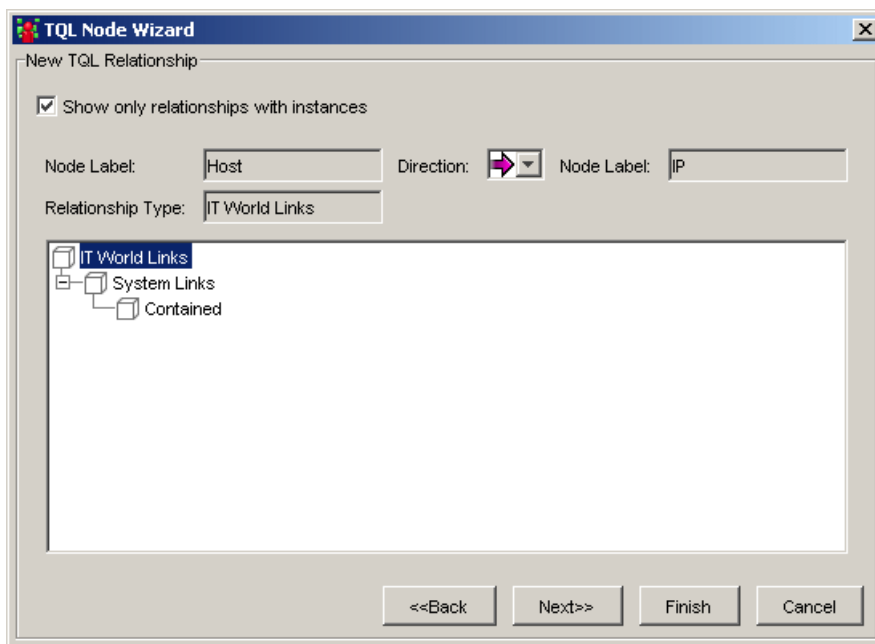 TQL Node Wizard
New TQL Relationship
Show only relationships with instances
Node Label: Host Direction: Node Label: IP
Relationship Type: IT World Links
IT World Links
System Links
Contained
<<Back Next>> Finish Cancel